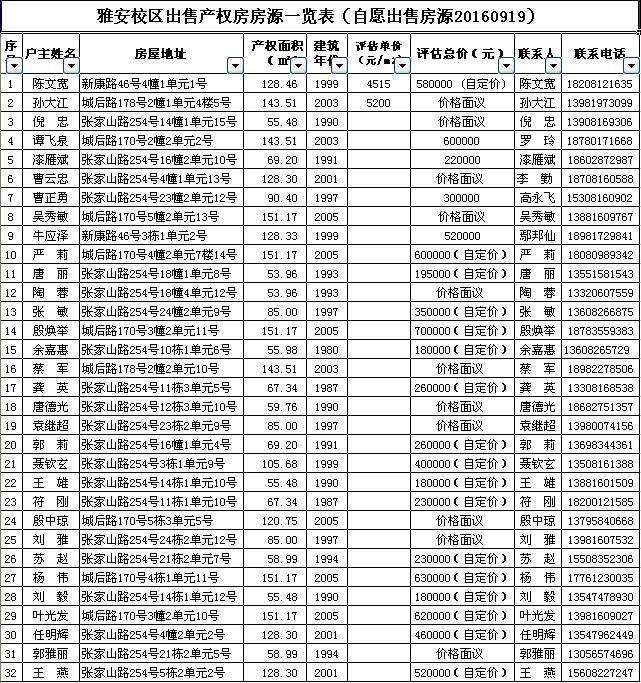 雅安校区出售产权房房源一览表（自愿出售房源20160919）
序号 户主姓名 房屋地址 产权面积（㎡） 建筑年份 评估单价（元/m2） 评估总价（元） 联系人 联系电话
1 陈文宽 新康路46号4幢1单元1号 128.46 1999 4515 580000（自定价） 陈文宽 18208121635
2 孙大江 城后路178号2幢1单元4楼5号 143.51 2003 5200 价格面议 孙大江 13981973099
3 倪 忠 张家山路254号14幢1单元15号 55.48 1990 价格面议 倪 忠 13908169306
4 谭飞泉 城后路170号2幢2单元2号 143.51 2003 600000 罗 玲 18780171668
5 漆雁斌 张家山路254号16幢2单元10号 69.20 1991 220000 漆雁斌 18602872987
6 曹云忠 张家山路254号4幢1单元13号 128.30 2001 价格面议 李 勤 18708160588
7 曹正勇 张家山路254号23幢2单元12号 90.40 1997 300000 高永飞 15308160902
8 吴秀敏 城后路170号5幢2单元13号 151.17 2005 价格面议 吴秀敏 13881609767
9 牛应泽 新康路46号3栋1单元2号 128.33 1999 520000 鄢邦仙 18981729841
10 严 莉 城后路170号4幢2单元7楼14号 151.17 2005 600000(自定价) 严 莉 18080989342
11 唐 丽 张家山路254号18幢1单元8号 53.96 1993 195000(自定价) 唐 丽 13551581543
12 陶 蓉 张家山路254号18幢4单元12号 53.96 1993 价格面议 陶 蓉 13320607559
13 张 敏 张家山路254号24幢2单元9号 85.00 1997 350000(自定价) 张 敏 13608266875
14 殷焕举 城后路170号3幢2单元11号 151.17 2005 700000(自定价) 殷焕举 18783559383
15 余嘉惠 张家山路254号10栋1单元6号 55.98 1980 180000(自定价) 余嘉惠 13608265729
16 蔡 军 城后路178号2幢2单元10号 143.51 2003 价格面议 蔡 军 18982278506
17 龚 英 张家山路254号11栋3单元5号 67.34 1987 260000(自定价) 龚 英 13308168538
18 唐德光 张家山路254号12栋3单元10号 59.76 1990 价格面议 唐德光 18682751357
19 袁继超 张家山路254号23栋2单元9号 85.00 1997 价格面议 袁继超 13980074156
20 郭 莉 张家山路254号16幢1单元4号 69.20 1991 260000(自定价) 郭 莉 13698344361
21 聂钦玄 张家山路254号3栋1单元9号 105.68 1999 400000(自定价) 聂钦玄 13508161388
22 王 雄 张家山路254号14栋1单元10号 55.48 1990 180000(自定价) 王 雄 13881601509
23 符 刚 张家山路254号11栋1单元10号 67.34 1987 230000(自定价) 符 刚 18200121585
24 殷中琼 城后路170号5栋3单元5号 120.75 2005 价格面议 殷中琼 13795840668
25 刘 雅 张家山路254号24栋2单元12号 85.00 1997 价格面议 刘 雅 13981607532
26 苏 赵 张家山路254号21栋2单元7号 58.99 1994 230000(自定价) 苏 赵 15508352306
27 杨 伟 城后路170号4栋1单元11号 151.17 2005 630000(自定价) 杨 伟 17761230035
28 刘 毅 张家山路254号14栋1单元12号 55.48 1990 180000(自定价) 刘 毅 13547478930
29 叶光发 城后路170号3幢2单元10号 151.17 2005 620000(自定价) 叶光发 13981609027
30 任明辉 张家山路254号4幢2单元2号 128.30 2001 460000(自定价) 任明辉 13547962449
31 郭雅丽 张家山路254号21栋2单元5号 58.99 1994 价格面议 郭雅丽 13056574696
32 王 燕 张家山路254号5栋2单元2号 128.30 2001 520000(自定价) 王 燕 15608227247